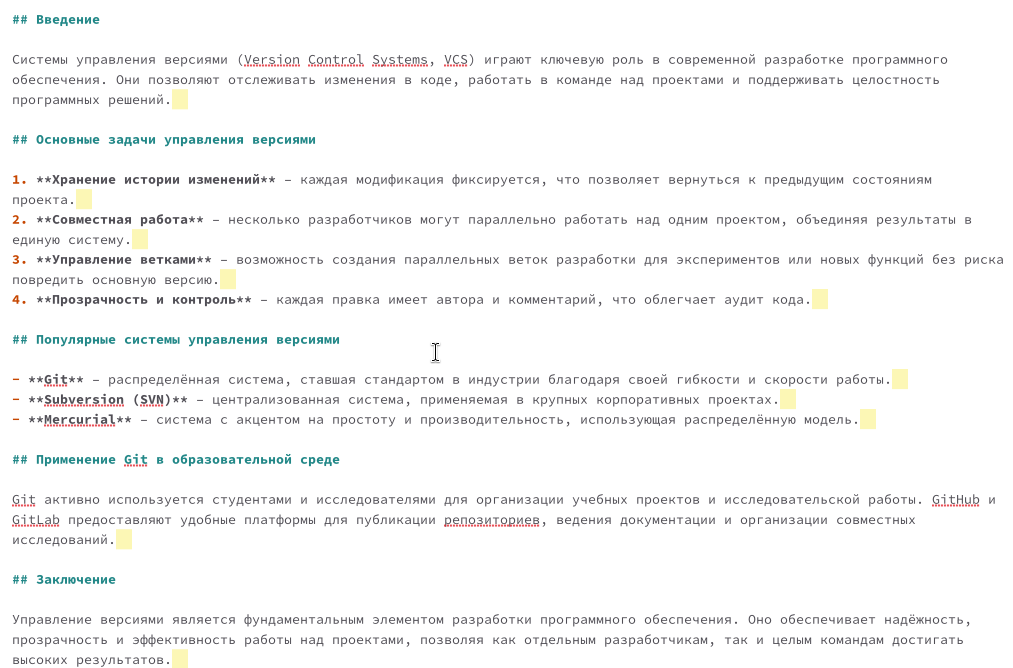 ## Введение
Системы управления версиями (Version Control Systems, VCS) играют ключевую роль в современной разработке программного
обеспечения. Они позволяют отслеживать изменения в коде, работать в команде над проектами и поддерживать целостность
программных решений.
## Основные задачи управления версиями
1. **Хранение истории изменений** – каждая модификация фиксируется, что позволяет вернуться к предыдущим состояниям
проекта.
2. **Совместная работа** – несколько разработчиков могут параллельно работать над одним проектом, объединяя результаты в
единую систему.
3. **Управление ветками** – возможность создания параллельных веток разработки для экспериментов или новых функций без риска
повредить основную версию.
4. **Прозрачность и контроль** – каждая правка имеет автора и комментарий, что облегчает аудит кода.
## Популярные системы управления версиями
- **Git** – распределённая система, ставшая стандартом в индустрии благодаря своей гибкости и скорости работы.
- **Subversion (SVN)** – централизованная система, применяемая в крупных корпоративных проектах.
- **Mercurial** – система с акцентом на простоту и производительность, использующая распределённую модель.
## Применение Git в образовательной среде
Git активно используется студентами и исследователями для организации учебных проектов и исследовательской работы. GitHub и
GitLab предоставляют удобные платформы для публикации репозиториев, ведения документации и организации совместных
исследований.
## Заключение
Управление версиями является фундаментальным элементом разработки программного обеспечения. Оно обеспечивает надёжность,
прозрачность и эффективность работы над проектами, позволяя как отдельным разработчикам, так и целым командам достигать
высоких результатов.